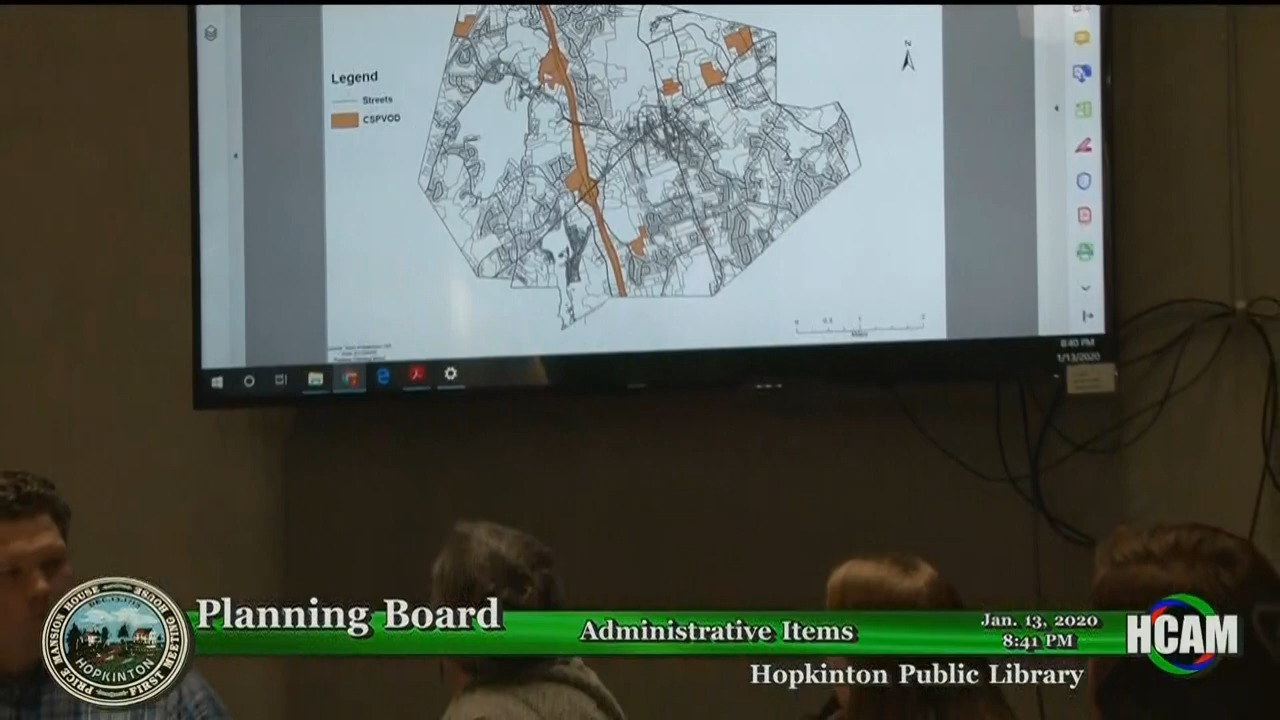 N
Legend
Streets
CSPVOD
8:40 PM
1/13/2020
Planning Board
Administrative Items
Jan. 13, 2020
8:41 PM
HCAM
Hopkinton Public Library
PRICE MANSION HOUSE
FIRST MEETING HOUSE
HOPKINTON